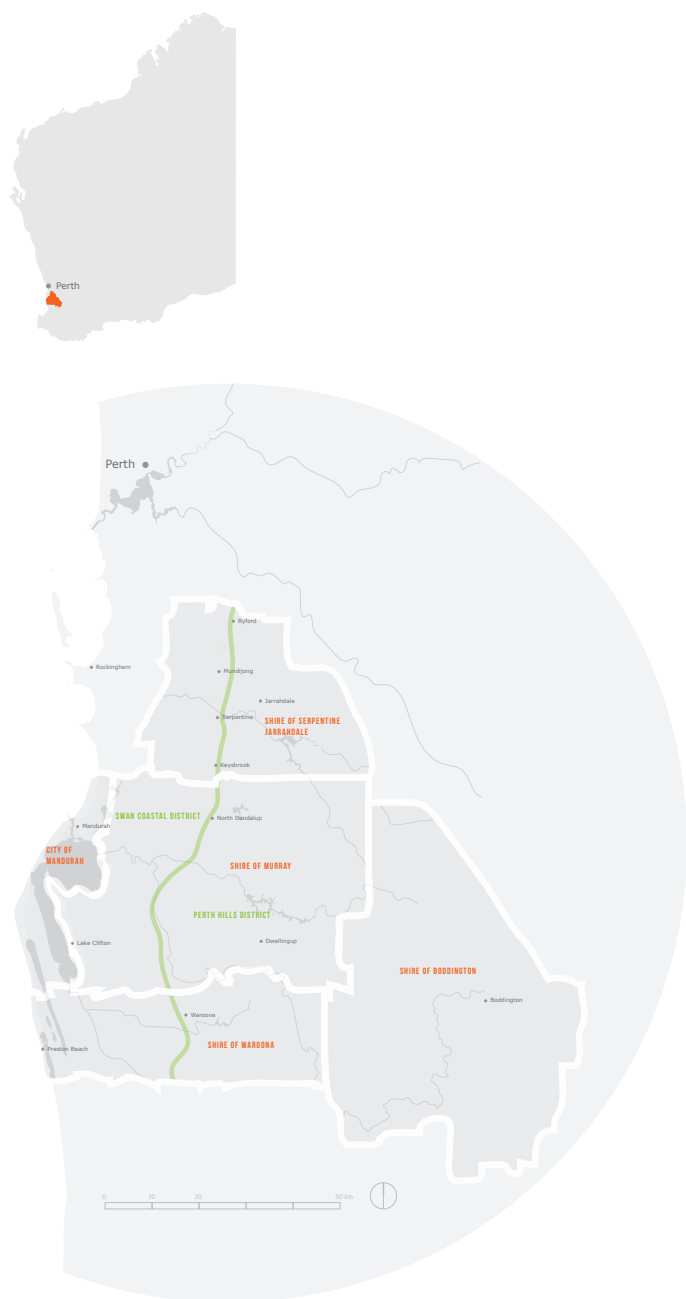 Perth
Perth
Byford
Rockingham
Mundijong
Jarrahdale
Serpentine
SHIRE OF SERPENTINE
JARRAHDALE
Keysbrook
SWAN COASTAL DISTRICT
North Dandalup
Mandurah
CITY OF
MANDURAH
SHIRE OF MURRAY
PERTH HILLS DISTRICT
Lake Clifton
Dwellingup
SHIRE OF BODDINGTON
Boddington
Waroona
SHIRE OF WAROONA
Preston Beach
0 10 20 50 km